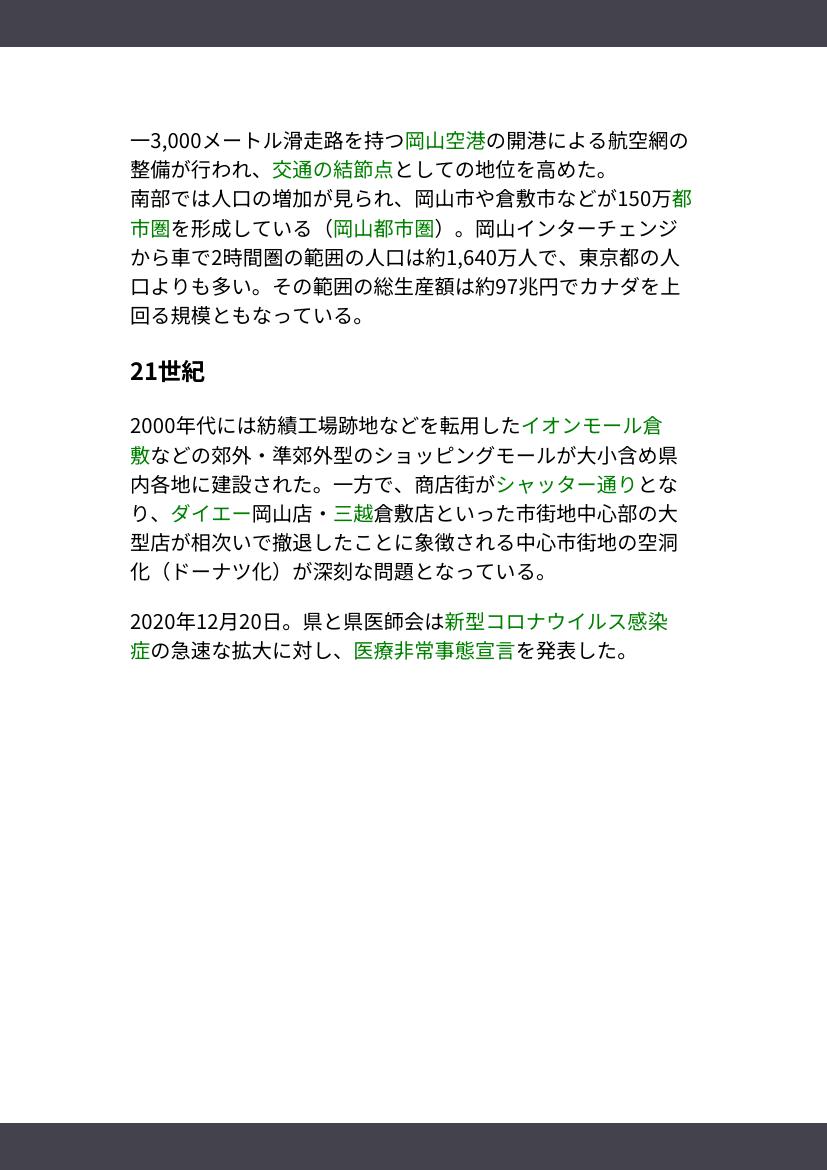 一3,000メートル滑走路を持つ岡山空港の開港による航空網の
整備が行われ、交通の結節点としての地位を高めた。
南部では人口の増加が見られ、岡山市や倉敷市などが150万都
市圏を形成している（岡山都市圏）。岡山インターチェンジ
から車で2時間圏の範囲の人口は約1,640万人で、東京都の人
口よりも多い。その範囲の総生産額は約97兆円でカナダを上
回る規模ともなっている。
21世紀
2000年代には紡績工場跡地などを転用したイオンモール倉
敷などの郊外・準郊外型のショッピングモールが大小含め県
内各地に建設された。一方で、商店街がシャッター通りとな
り、ダイエー岡山店・三越倉敷店といった市街地中心部の大
型店が相次いで撤退したことに象徴される中心市街地の空洞
化（ドーナツ化）が深刻な問題となっている。
2020年12月20日。県と県医師会は新型コロナウイルス感染
症の急速な拡大に対し、医療非常事態宣言を発表した。